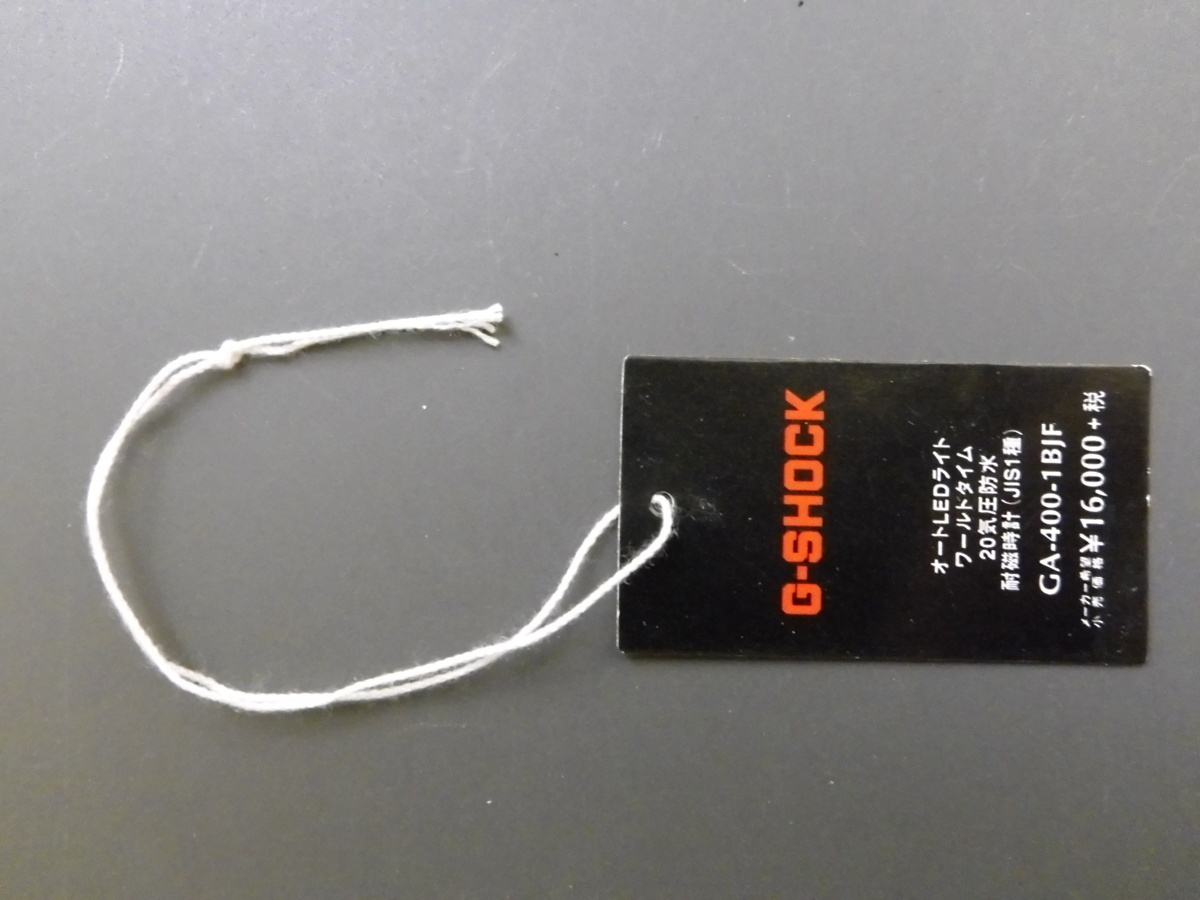 G-SHOCK
オートLEDライト
ワールドタイム
20気圧防水
耐磁時計(JIS1種)
GA-400-1BJF
メーカー希望小売価格¥16,000+税